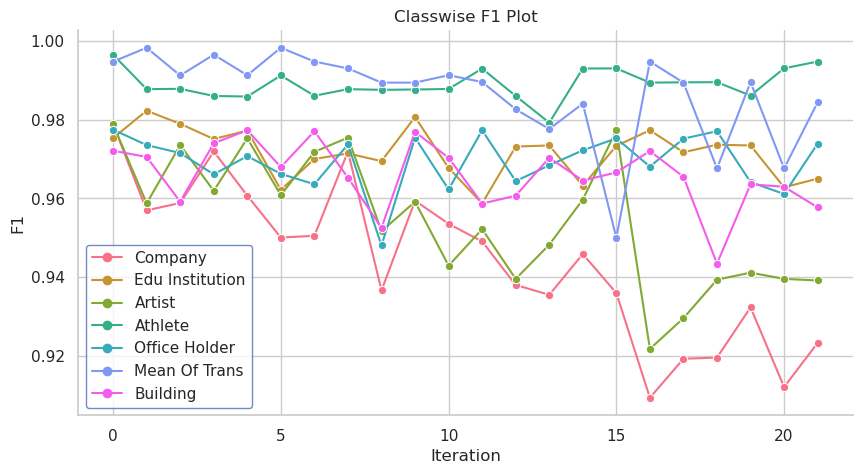 Classwise F1 Plot
1.00
0.98
0.96
0.94
0.92
F1
Company
Edu Institution
Artist
Athlete
Office Holder
Mean Of Trans
Building
0 5 10 15 20
Iteration